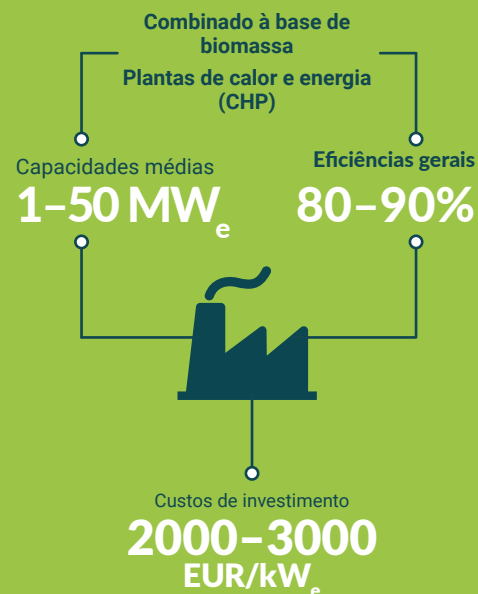 Combinado à base de
biomassa
Plantas de calor e energia
(CHP)
Capacidades médias
1–50 MWe
Eficiências gerais
80–90%
Custos de investimento
2000–3000
EUR/kWe